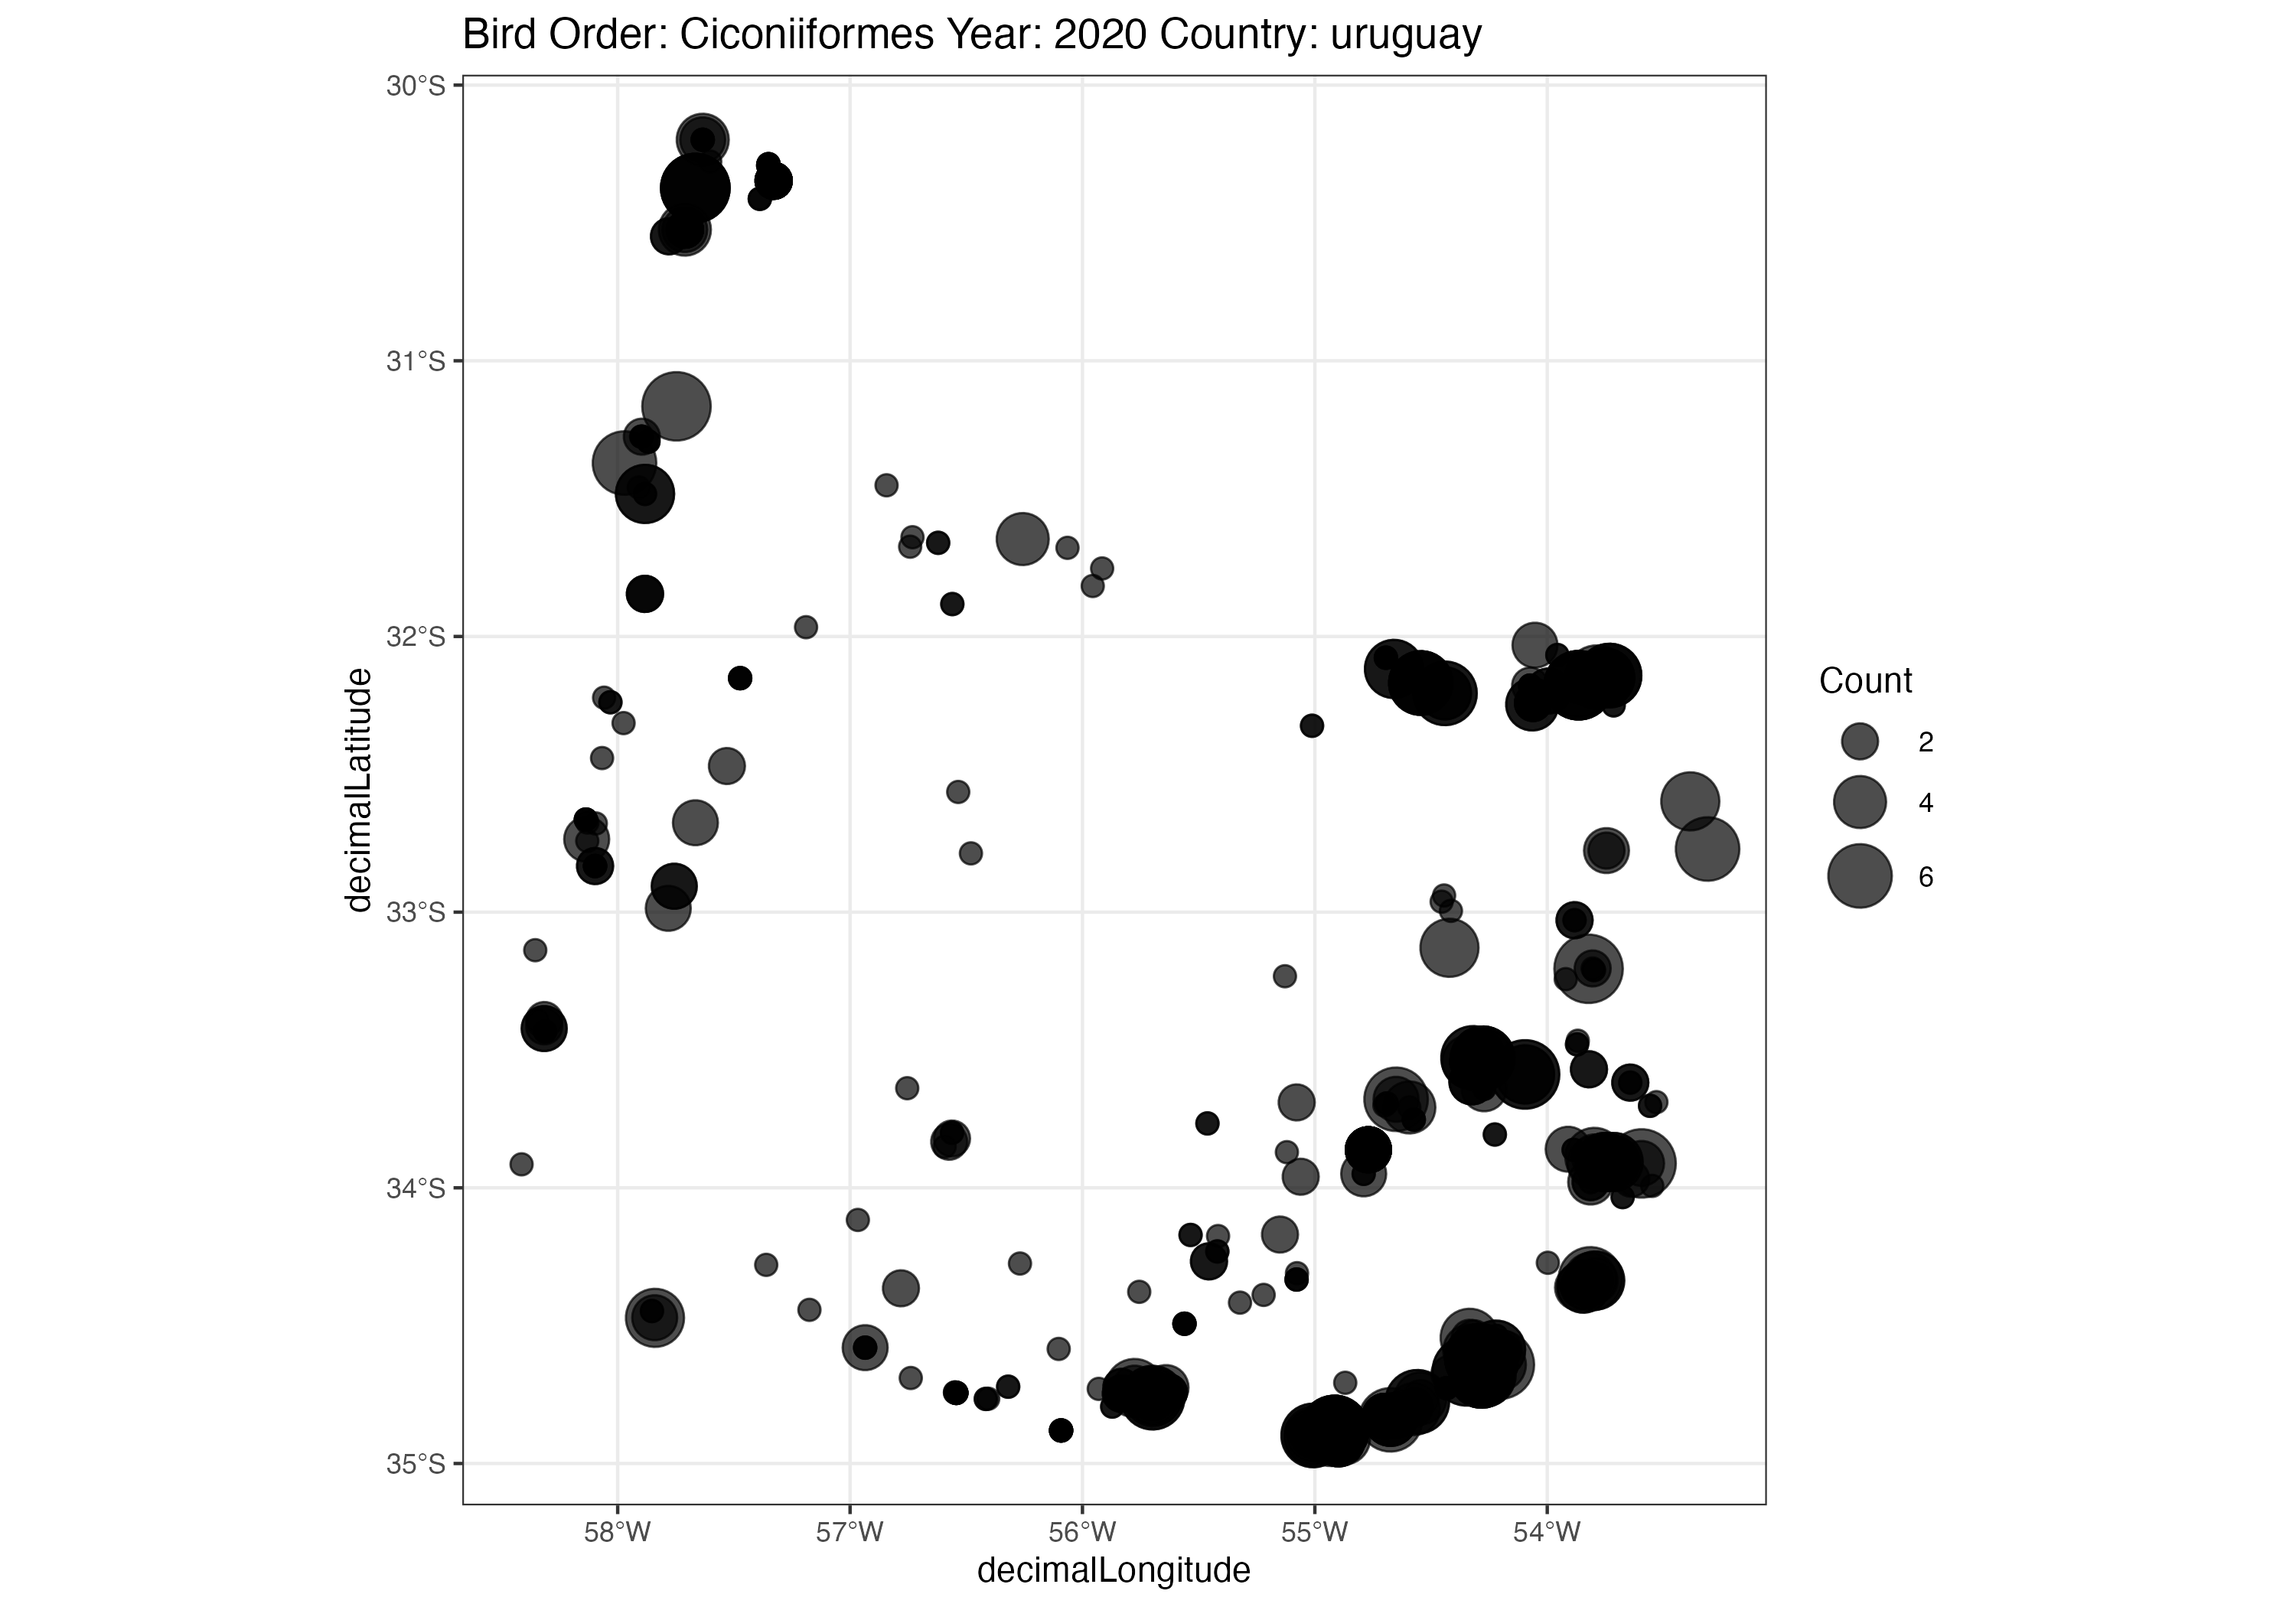 Bird Order: Ciconiiformes Year: 2020 Country: uruguay
30°S
31°S
32°S
33°S
34°S
35°S
decimalLatitude
58°W
57°W
56°W
55°W
54°W
decimalLongitude
Count
2
4
6